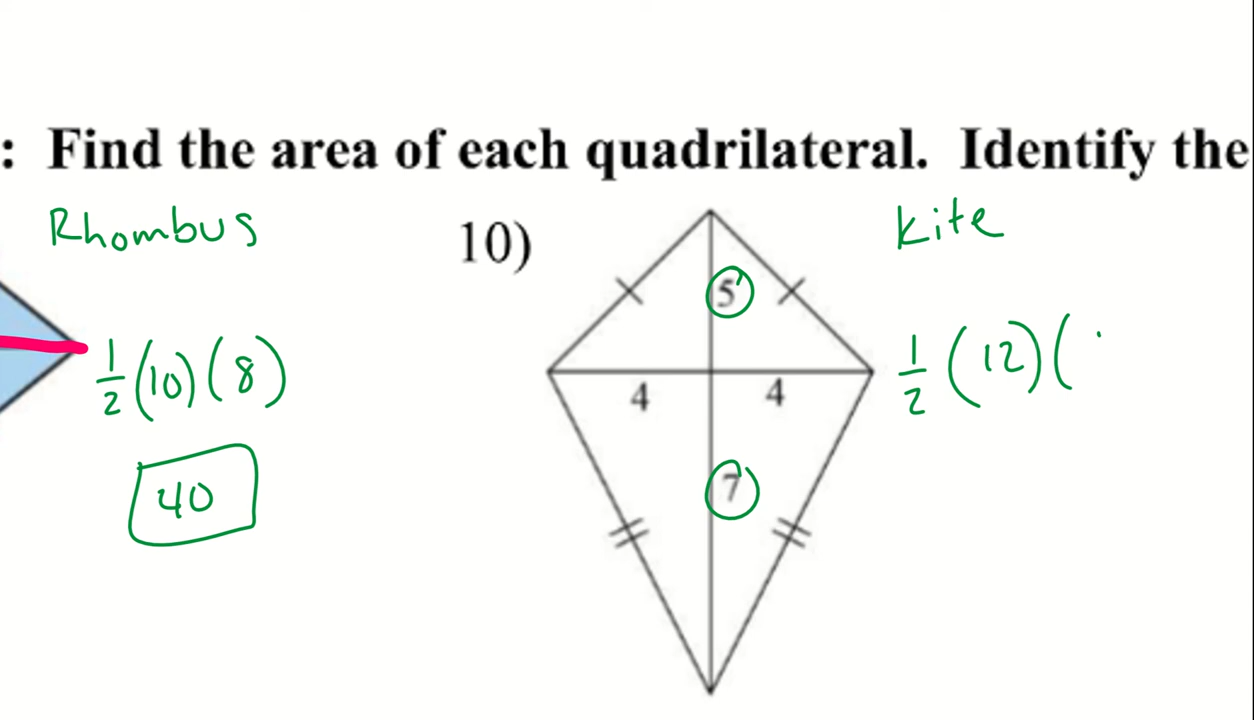 : Find the area of each quadrilateral. Identify the
Rhombus
10)
Kite
5
1/2 (10)(8)
4
4
1/2 (12)(
40
7